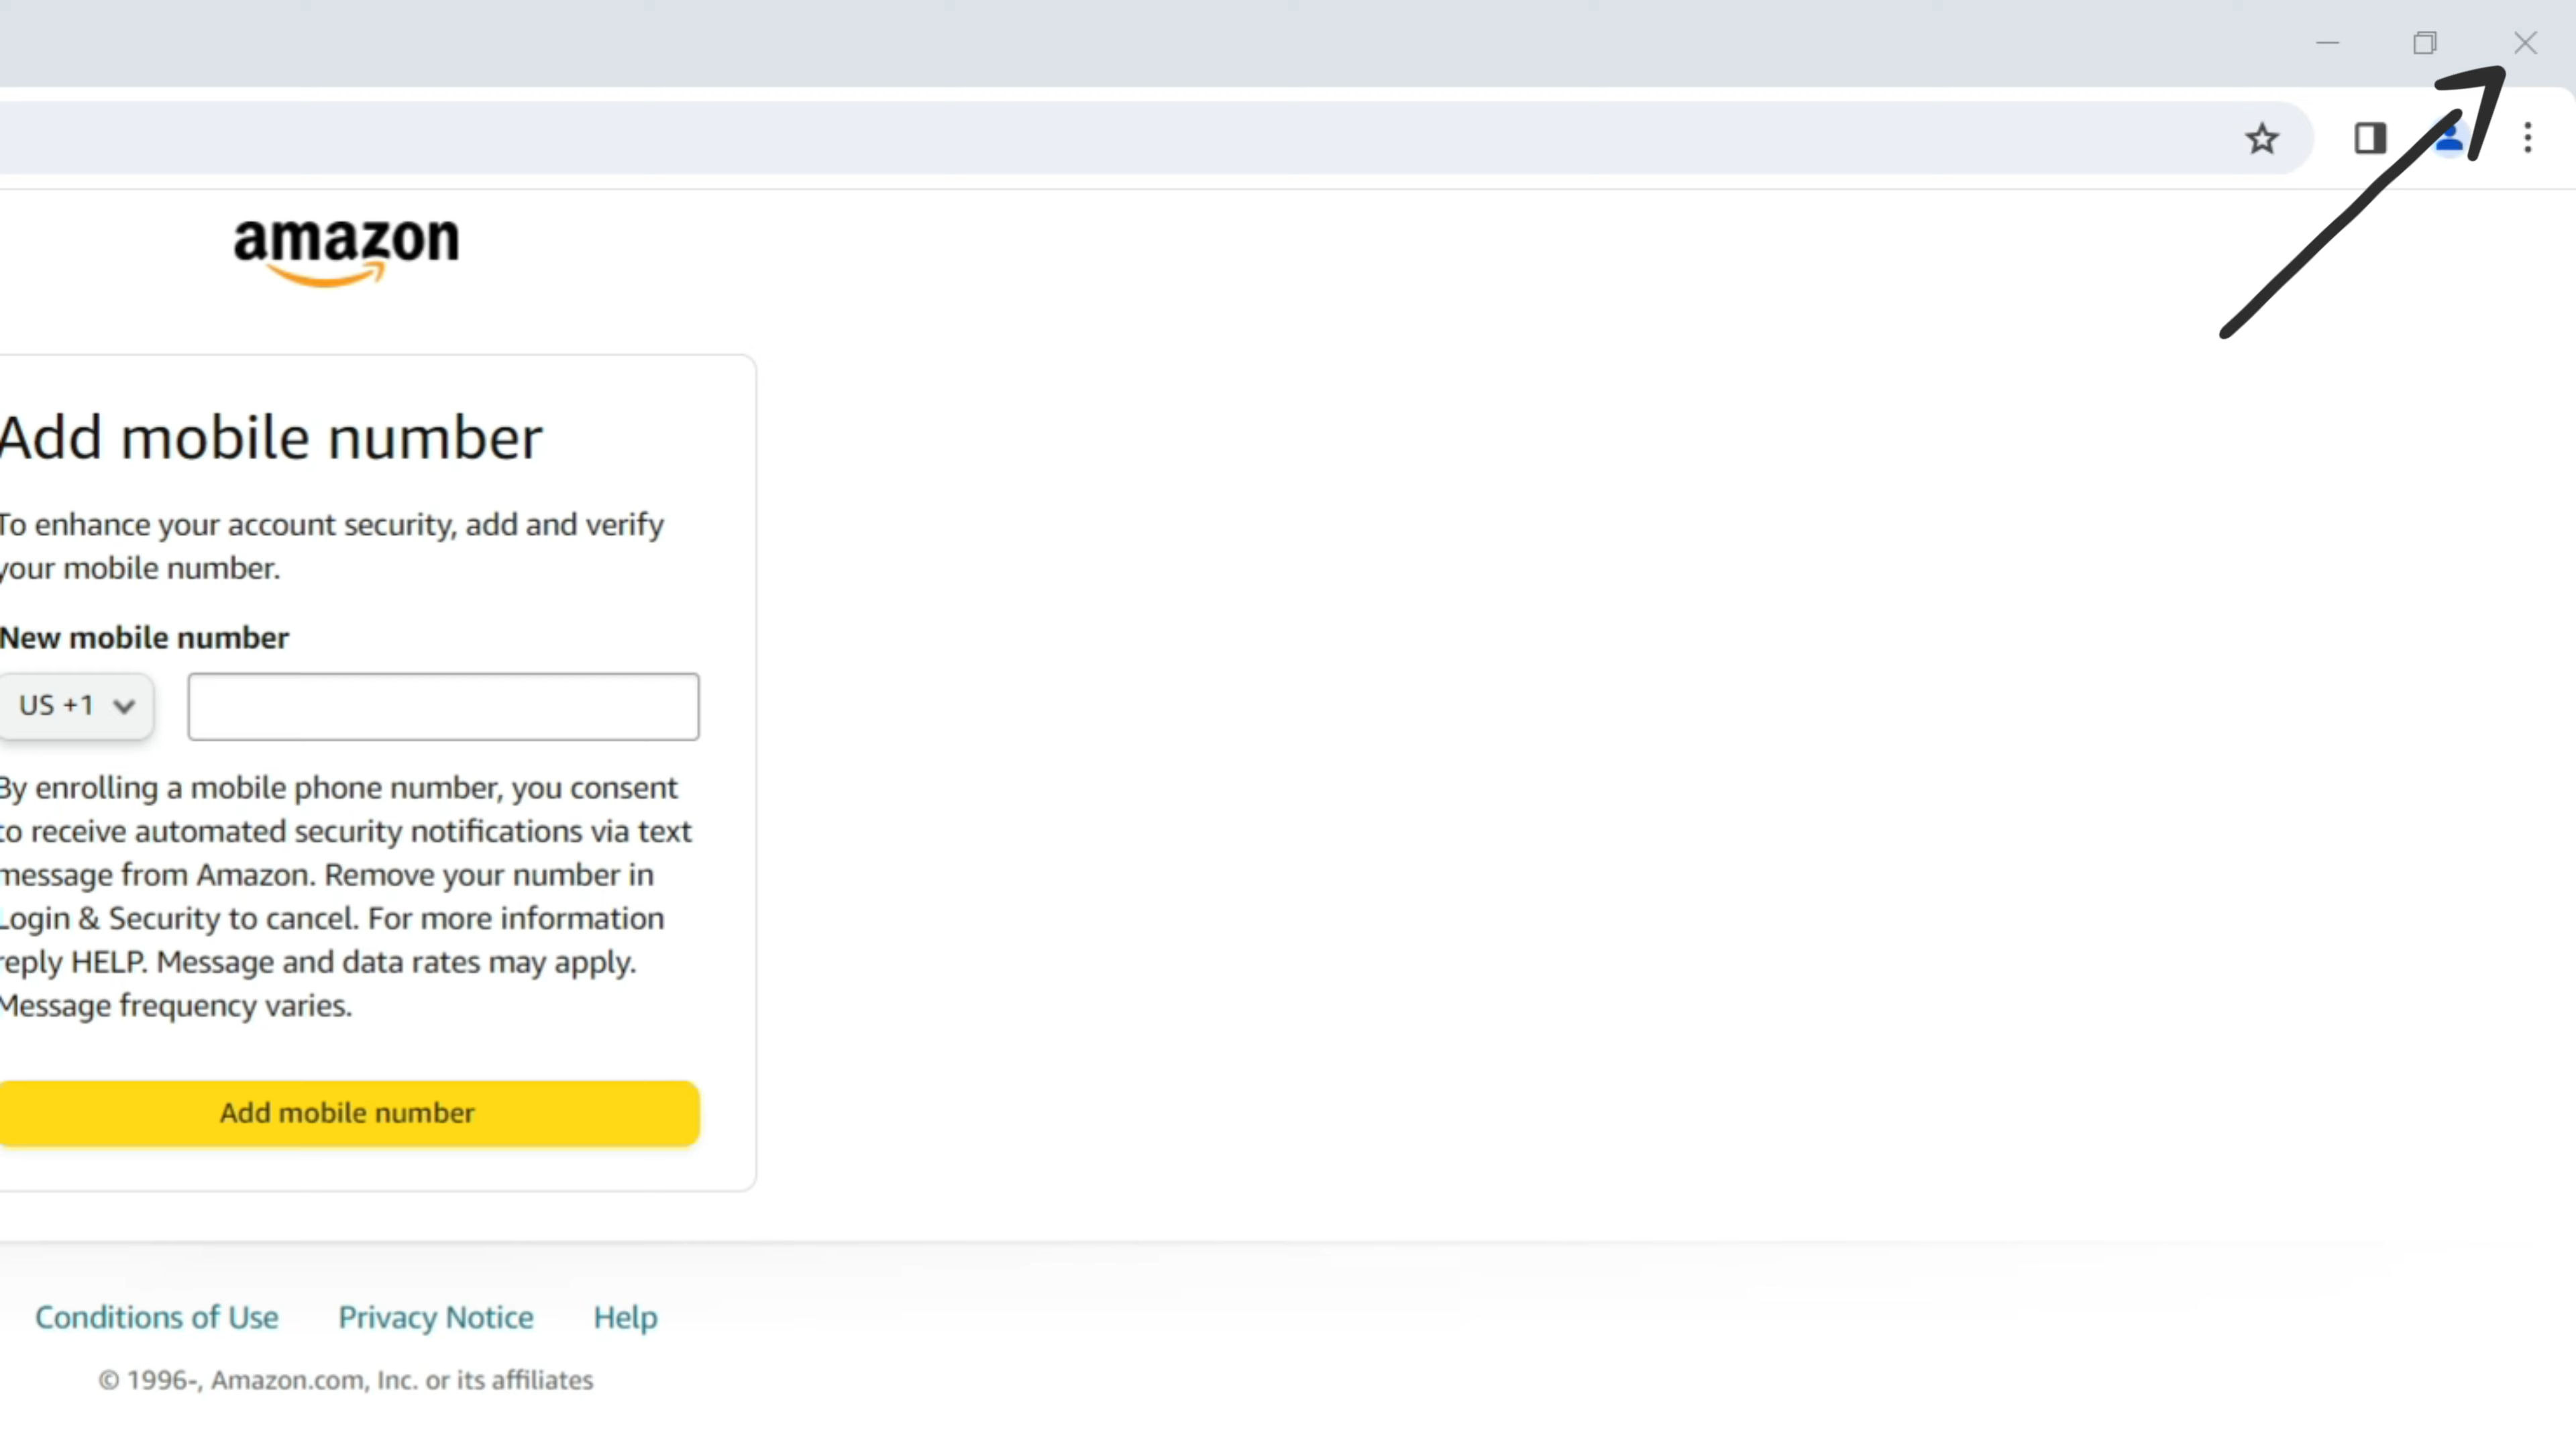 amazon
Add mobile number
To enhance your account security, add and verify
your mobile number.
New mobile number
US +1
By enrolling a mobile phone number, you consent
to receive automated security notifications via text
message from Amazon. Remove your number in
Login & Security to cancel. For more information
reply HELP. Message and data rates may apply.
Message frequency varies.
Add mobile number
Conditions of Use Privacy Notice Help
© 1996-, Amazon.com, Inc. or its affiliates